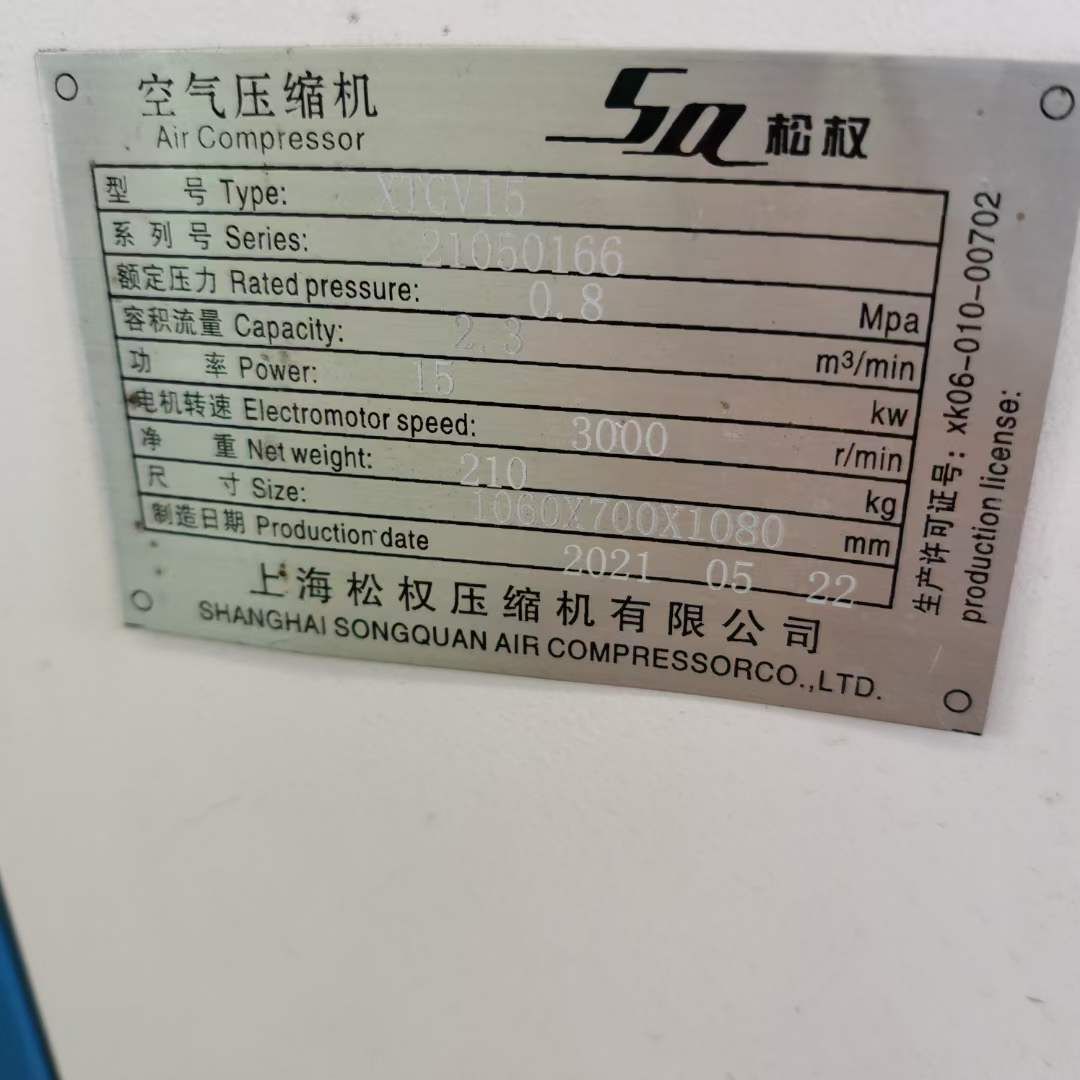 空气压缩机
Air Compressor
SQ 松权
型 号 Type: XTGV15
系列号 Series: 21050166
额定压力 Rated pressure: 0.8 Mpa
容积流量 Capacity: 2.3 m³/min
功 率 Power: 15 kw
电机转速 Electromotor speed: 3000 r/min
净 重 Net weight: 210 kg
尺 寸 Size: 1060X700X1080 mm
制造日期 Production date 2021 05 22
上海松权压缩机有限公司
SHANGHAI SONGQUAN AIR COMPRESSORCO.,LTD.
生产许可证号: xk06-010-00702
production license: